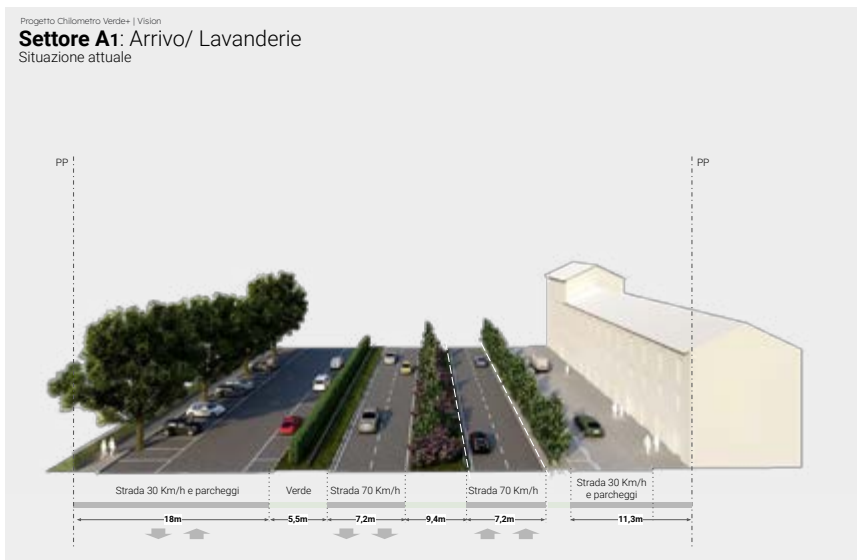 Progetto Chilometro Verde+ | Vision
Settore A1: Arrivo/ Lavanderie
Situazione attuale
PP
PP
Strada 30 Km/h e parcheggi
Verde
Strada 70 Km/h
Strada 70 Km/h
Strada 30 Km/h
e parcheggi
18m
5,5m
7,2m
9,4m
7,2m
11,3m